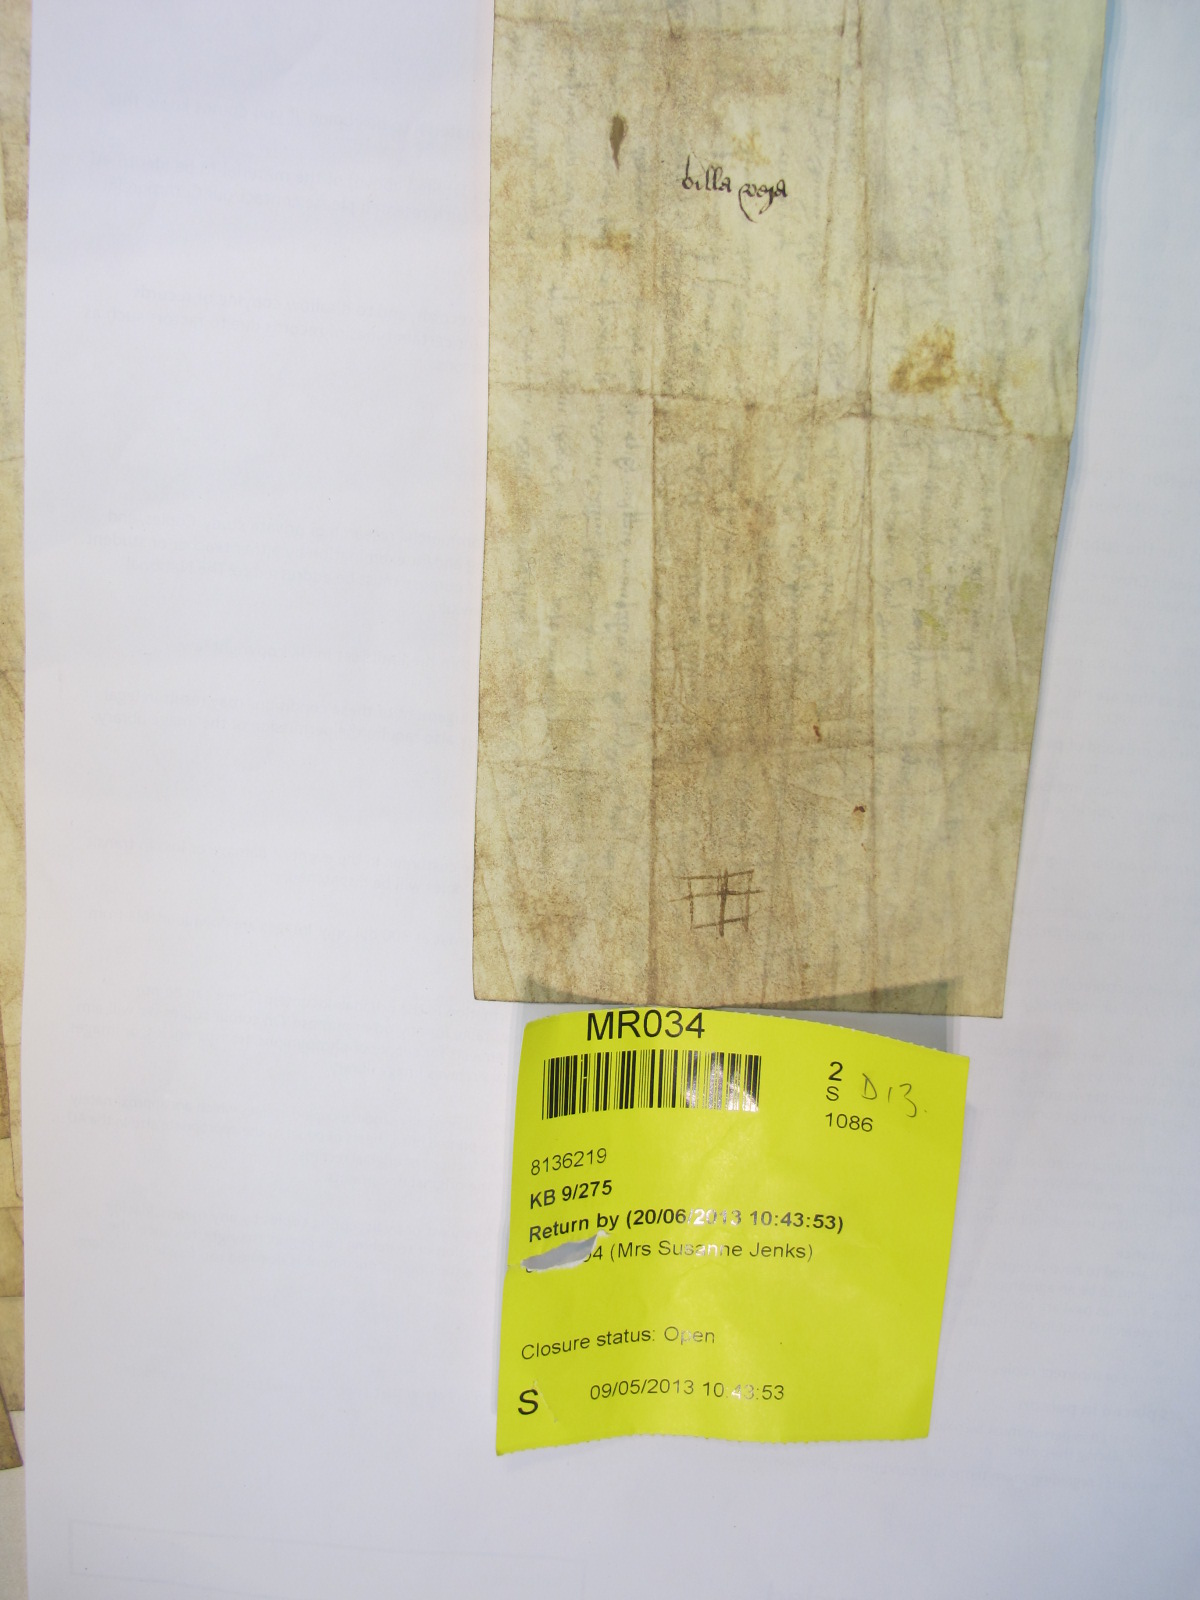 billa vera
MR034
2
S D13.
1086
8136219
KB 9/275
Return by (20/06/2013 10:43:53)
04 (Mrs Susanne Jenks)
Closure status: Open
S 09/05/2013 10:43:53